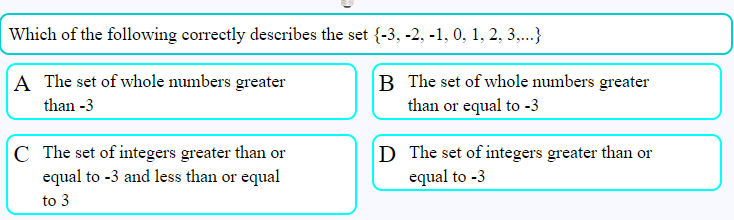 Which of the following correctly describes the set {-3, -2, -1, 0, 1, 2, 3,...}
A The set of whole numbers greater
than -3
B The set of whole numbers greater
than or equal to -3
C The set of integers greater than or
equal to -3 and less than or equal
to 3
D The set of integers greater than or
equal to -3